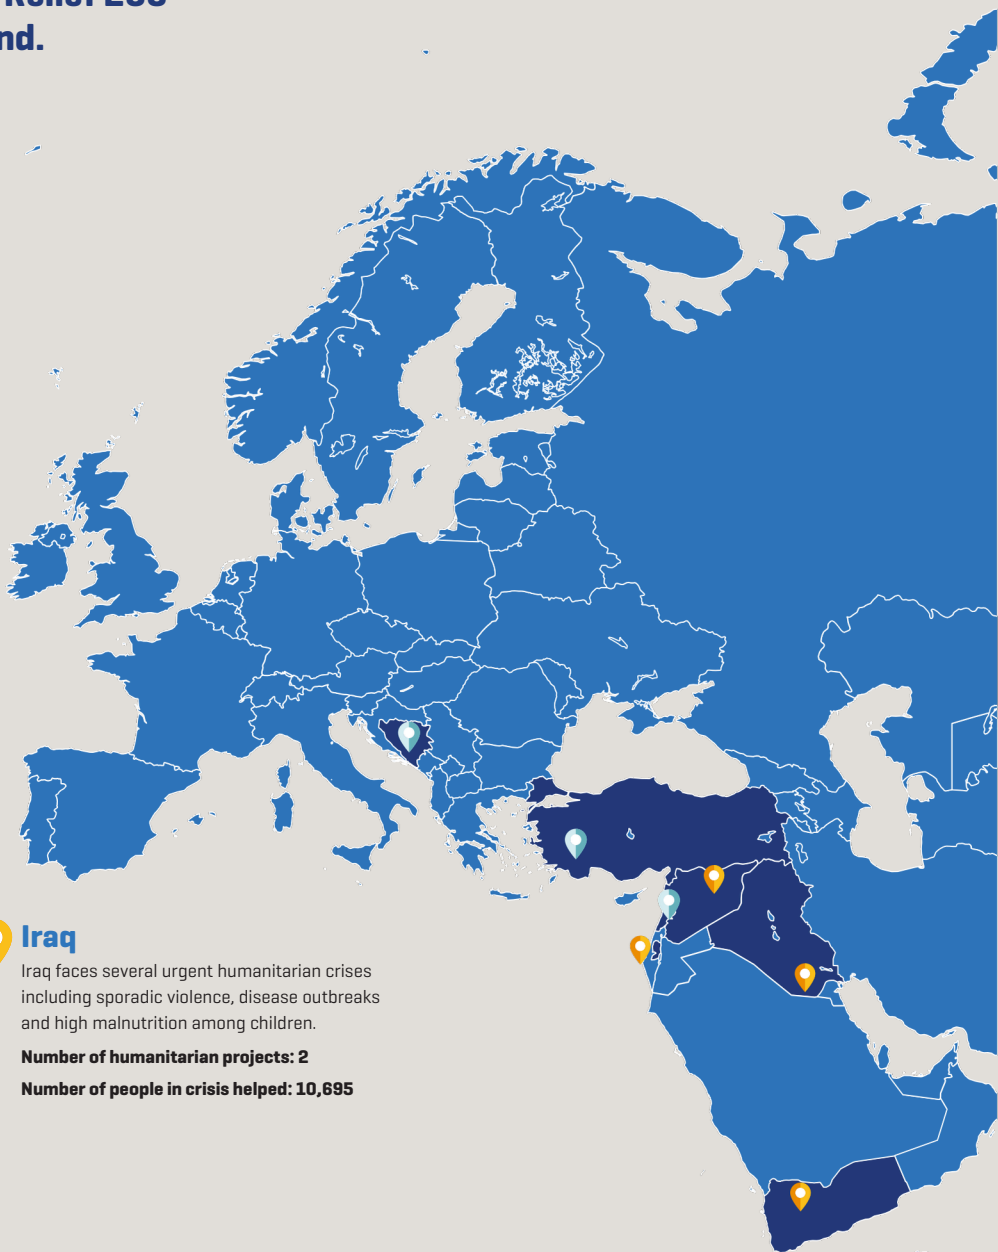 nd.
Iraq
Iraq faces several urgent humanitarian crises
including sporadic violence, disease outbreaks
and high malnutrition among children.
Number of humanitarian projects: 2
Number of people in crisis helped: 10,695